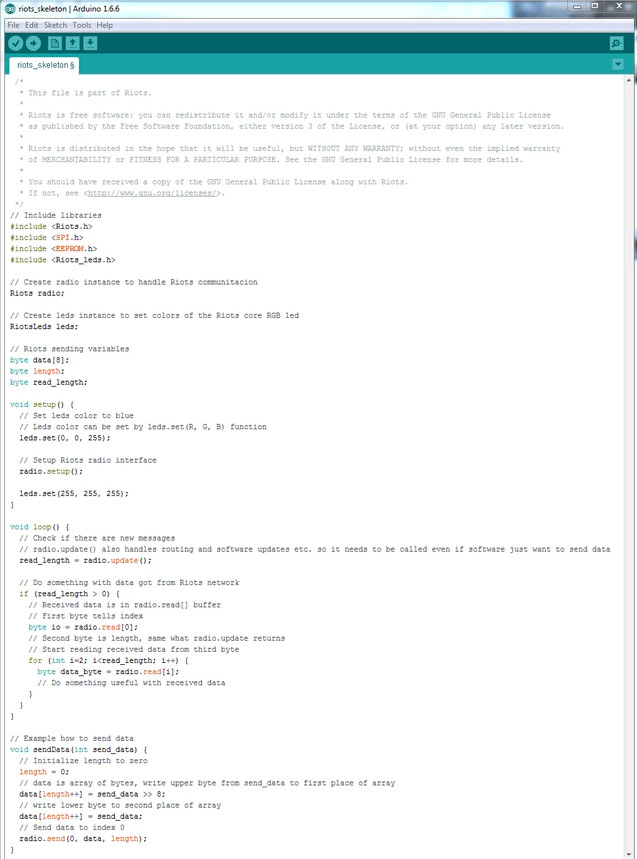 riots_skeleton | Arduino 1.6.6
File Edit Sketch Tools Help
riots_skeleton §
/*
 * This file is part of Riots.
 *
 * Riots is free software: you can redistribute it and/or modify it under the terms of the GNU General Public License
 * as published by the Free Software Foundation, either version 3 of the License, or (at your option) any later version.
 *
 * Riots is distributed in the hope that it will be useful, but WITHOUT ANY WARRANTY; without even the implied warranty
 * of MERCHANTABILITY or FITNESS FOR A PARTICULAR PURPOSE. See the GNU General Public License for more details.
 *
 * You should have received a copy of the GNU General Public License along with Riots.
 * If not, see <http://www.gnu.org/licenses/>.
 */
// Include libraries
#include <Riots.h>
#include <SPI.h>
#include <EEPROM.h>
#include <Riots_leds.h>
// Create radio instance to handle Riots communitacion
Riots radio;
// Create leds instance to set colors of the Riots core RGB led
RiotsLeds leds;
// Riots sending variables
byte data[8];
byte length;
byte read_length;
void setup() {
  // Set leds color to blue
  // Leds color can be set by leds.set(R, G, B) function
  leds.set(0, 0, 255);
  // Setup Riots radio interface
  radio.setup();
  leds.set(255, 255, 255);
}
void loop() {
  // Check if there are new messages
  // radio.update() also handles routing and software updates etc. so it needs to be called even if software just want to send data
  read_length = radio.update();
  // Do something with data got from Riots network
  if (read_length > 0) {
    // Received data is in radio.read[] buffer
    // First byte tells index
    byte io = radio.read[0];
    // Second byte is length, same what radio.update returns
    // Start reading received data from third byte
    for (int i=2; i<read_length; i++) {
      byte data_byte = radio.read[i];
      // Do something useful with received data
    }
  }
}
// Example how to send data
void sendData(int send_data) {
  // Initialize length to zero
  length = 0;
  // data is array of bytes, write upper byte from send_data to first place of array
  data[length++] = send_data >> 8;
  // write lower byte to second place of array
  data[length++] = send_data;
  // Send data to index 0
  radio.send(0, data, length);
}